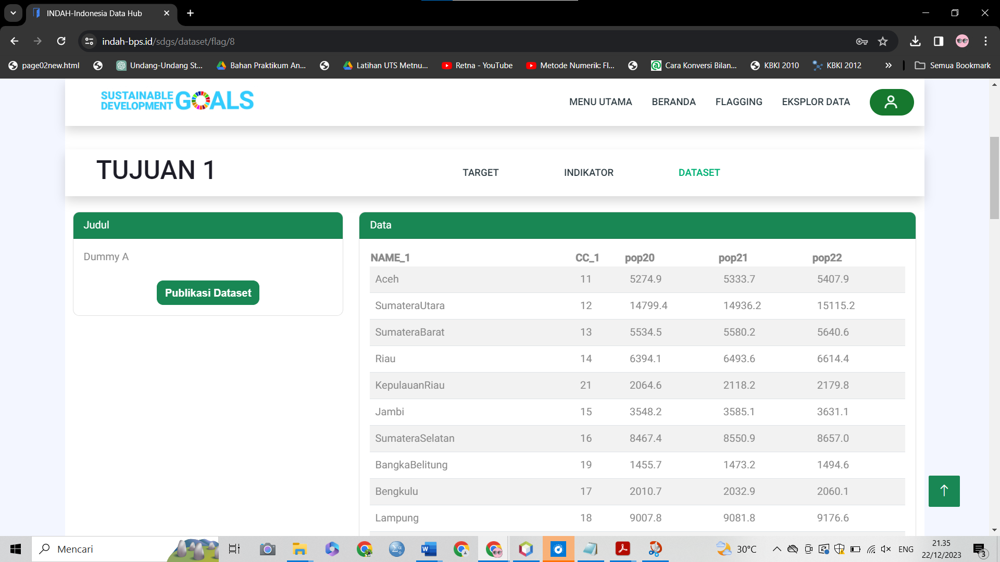 INDAH-Indonesia Data Hub
indah-bps.id/sdgs/dataset/flag/8
page02new.html Undang-Undang St... Bahan Praktikum An... Latihan UTS Metnu... Retna - YouTube Metode Numerik: Fl... Cara Konversi Bilan... KBKI 2010 KBKI 2012 » Semua Bookmark
SUSTAINABLE DEVELOPMENT GOALS
MENU UTAMA BERANDA FLAGGING EKSPLOR DATA
TUJUAN 1 TARGET INDIKATOR DATASET
Judul
Dummy A
Publikasi Dataset
Data
NAME_1 CC_1 pop20 pop21 pop22
Aceh 11 5274.9 5333.7 5407.9
SumateraUtara 12 14799.4 14936.2 15115.2
SumateraBarat 13 5534.5 5580.2 5640.6
Riau 14 6394.1 6493.6 6614.4
KepulauanRiau 21 2064.6 2118.2 2179.8
Jambi 15 3548.2 3585.1 3631.1
SumateraSelatan 16 8467.4 8550.9 8657.0
BangkaBelitung 19 1455.7 1473.2 1494.6
Bengkulu 17 2010.7 2032.9 2060.1
Lampung 18 9007.8 9081.8 9176.6
Mencari 30°C ENG 21.35
22/12/2023 3